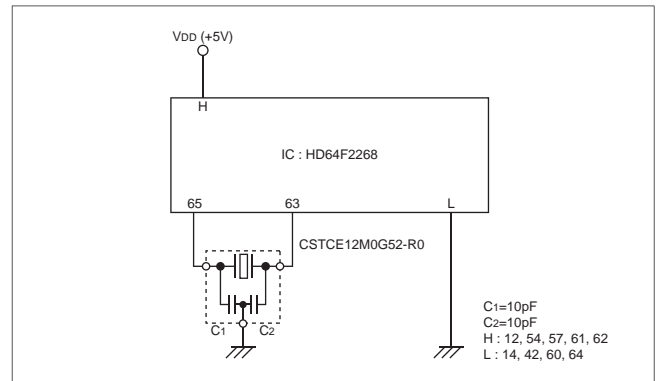 VDD (+5V)
H
IC : HD64F2268
65 63 L
CSTCE12M0G52-R0
C1 C2
C1=10pF
C2=10pF
H : 12, 54, 57, 61, 62
L : 14, 42, 60, 64